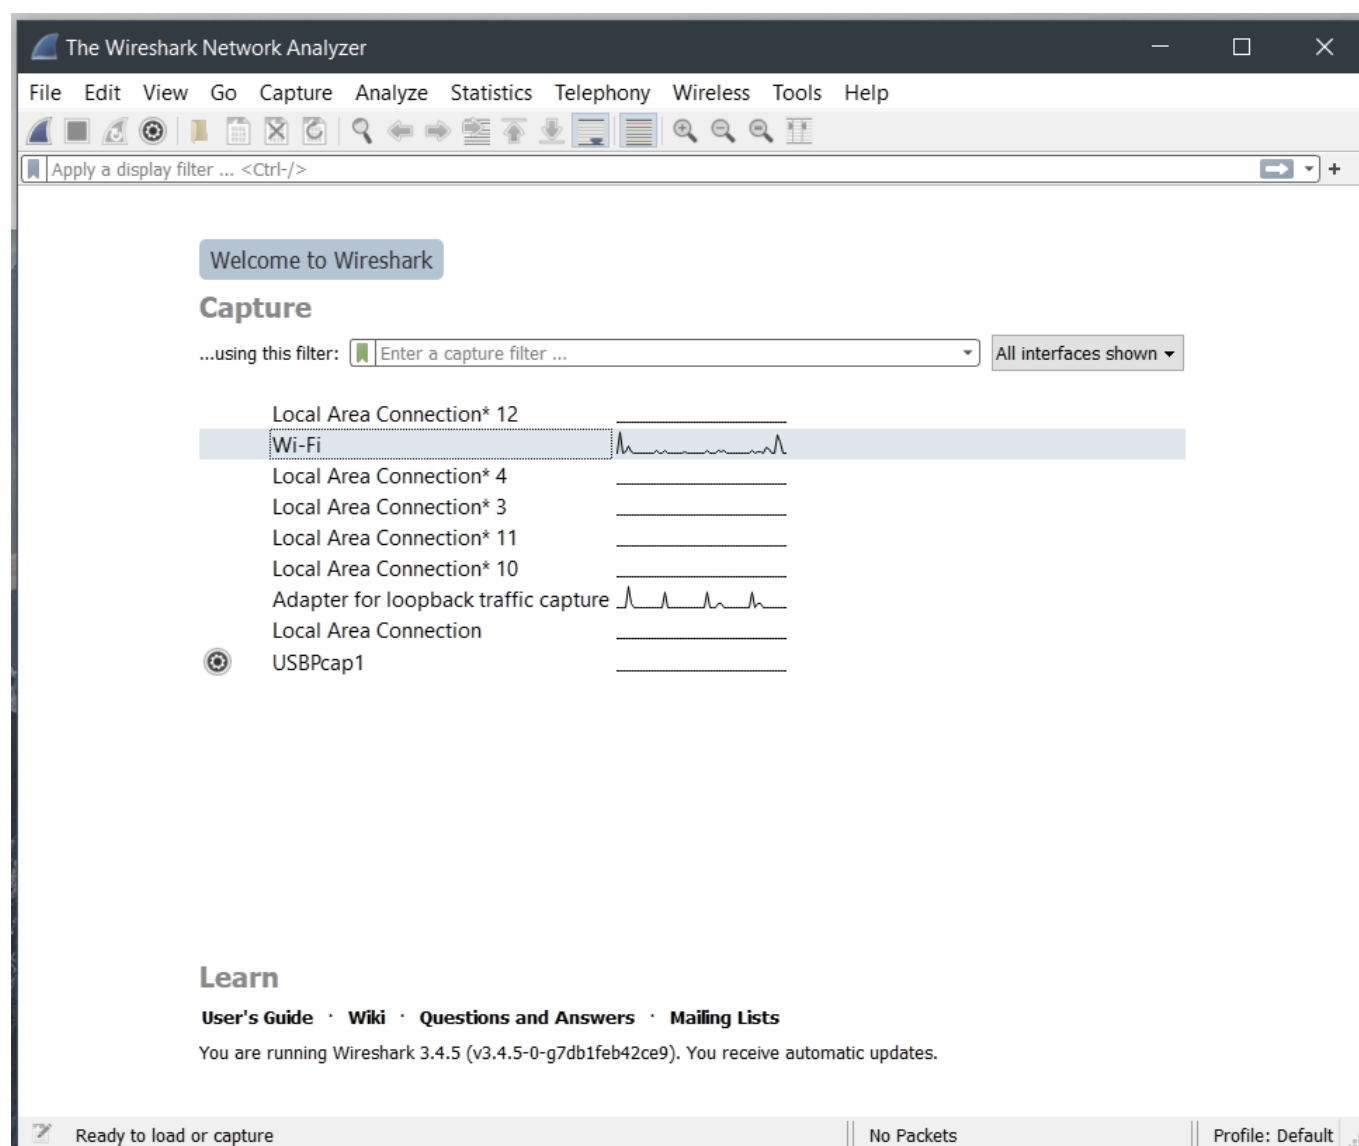 The Wireshark Network Analyzer
File Edit View Go Capture Analyze Statistics Telephony Wireless Tools Help
Apply a display filter ... <Ctrl-/>
Welcome to Wireshark
Capture
...using this filter: Enter a capture filter ... All interfaces shown
Local Area Connection* 12
Wi-Fi
Local Area Connection* 4
Local Area Connection* 3
Local Area Connection* 11
Local Area Connection* 10
Adapter for loopback traffic capture
Local Area Connection
USBPcap1
Learn
User's Guide · Wiki · Questions and Answers · Mailing Lists
You are running Wireshark 3.4.5 (v3.4.5-0-g7db1feb42ce9). You receive automatic updates.
Ready to load or capture No Packets Profile: Default